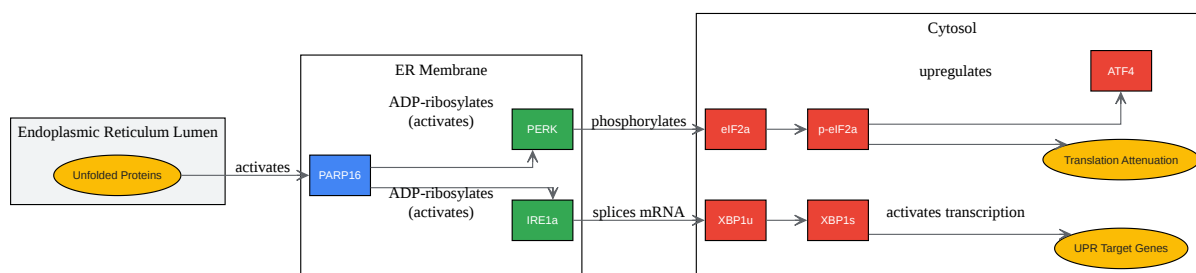 Endoplasmic Reticulum Lumen
Unfolded Proteins
activates
ER Membrane
PARP16
ADP-ribosylates
(activates)
PERK
ADP-ribosylates
(activates)
IRE1a
phosphorylates
splices mRNA
Cytosol
eIF2a
p-eIF2a
upregulates
ATF4
Translation Attenuation
XBP1u
XBP1s
activates transcription
UPR Target Genes